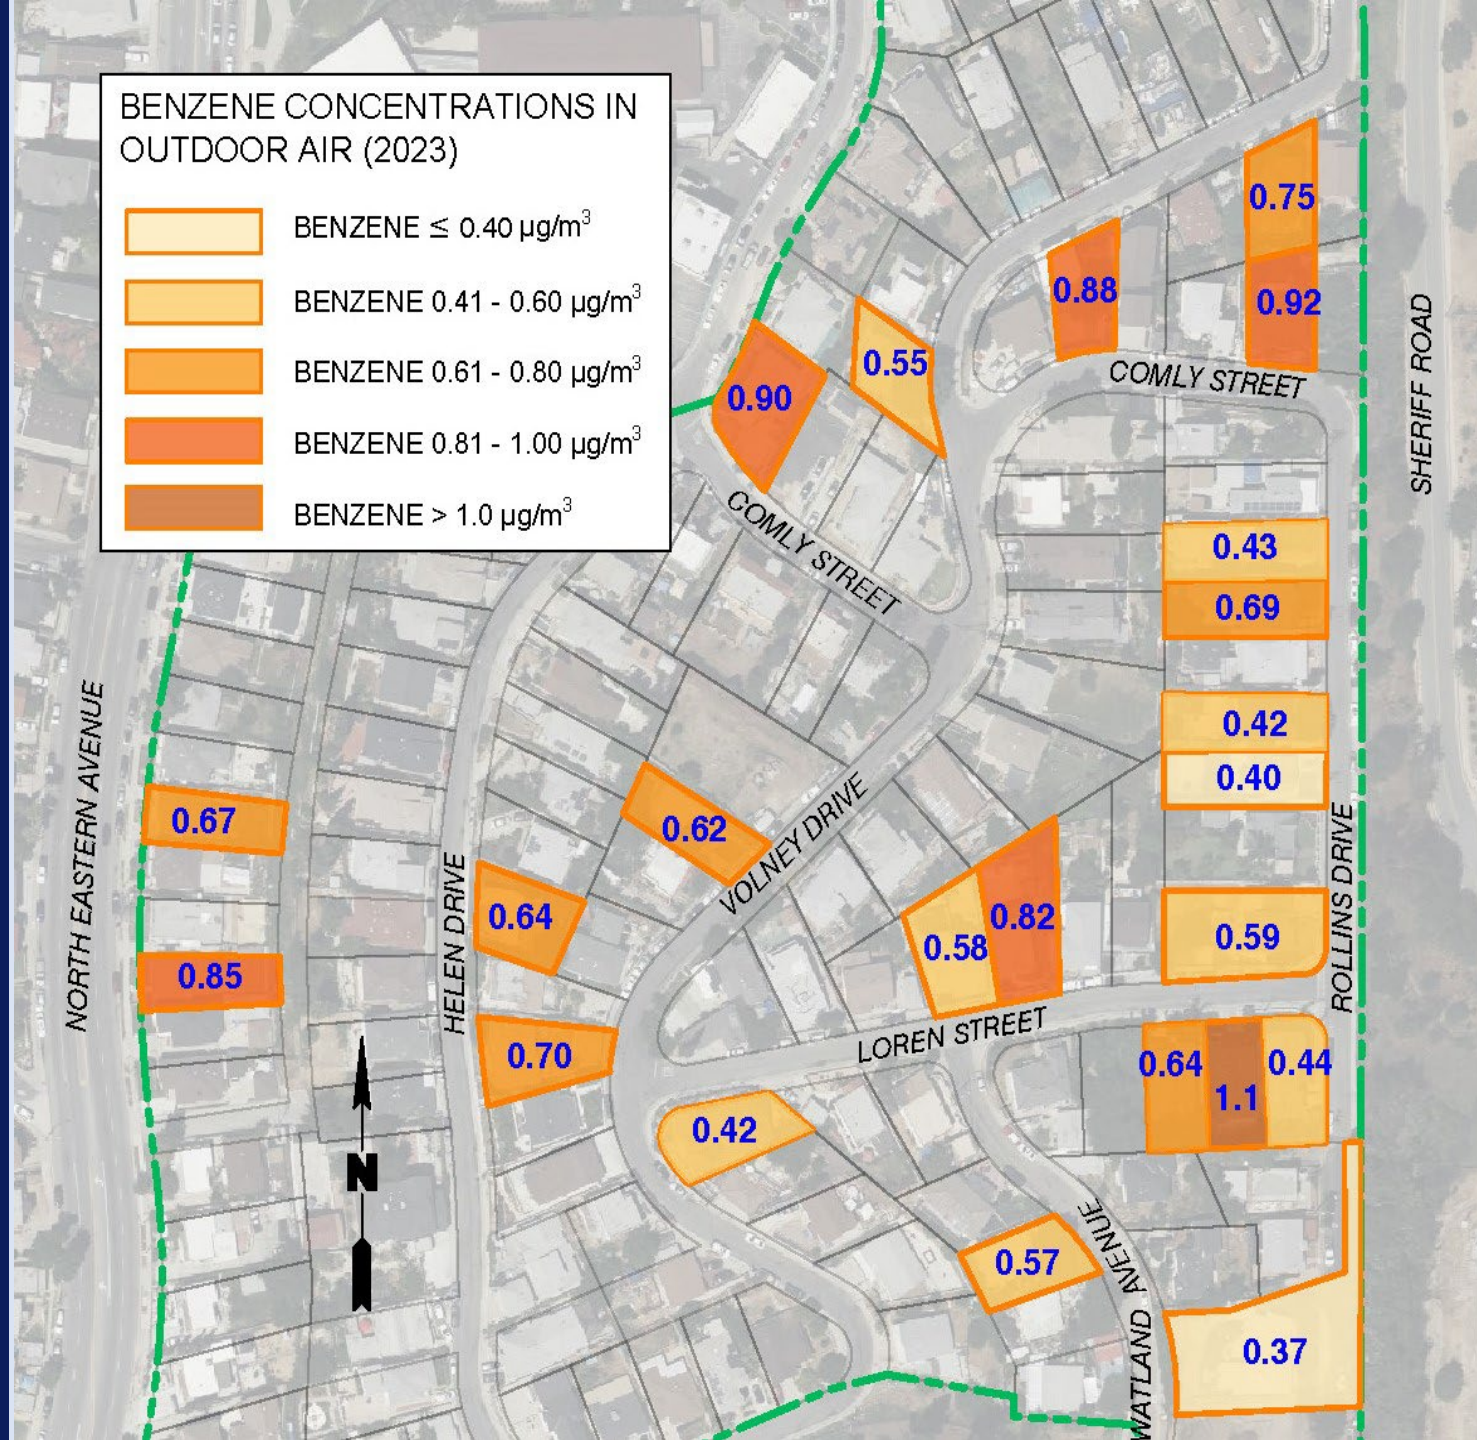 BENZENE CONCENTRATIONS IN
OUTDOOR AIR (2023)
BENZENE ≤ 0.40 µg/m³
BENZENE 0.41 - 0.60 µg/m³
BENZENE 0.61 - 0.80 µg/m³
BENZENE 0.81 - 1.00 µg/m³
BENZENE > 1.0 µg/m³
0.75
0.88
0.92
0.55
0.90
COMLY STREET
SHERIFF ROAD
COMLY STREET
0.43
0.69
0.42
0.40
0.67
0.62
VOLNEY DRIVE
NORTH EASTERN AVENUE
HELEN DRIVE
0.64
0.82
0.58
0.59
ROLLINS DRIVE
0.85
LOREN STREET
0.70
0.64
1.1
0.44
0.42
N
0.57
WATLAND AVENUE
0.37